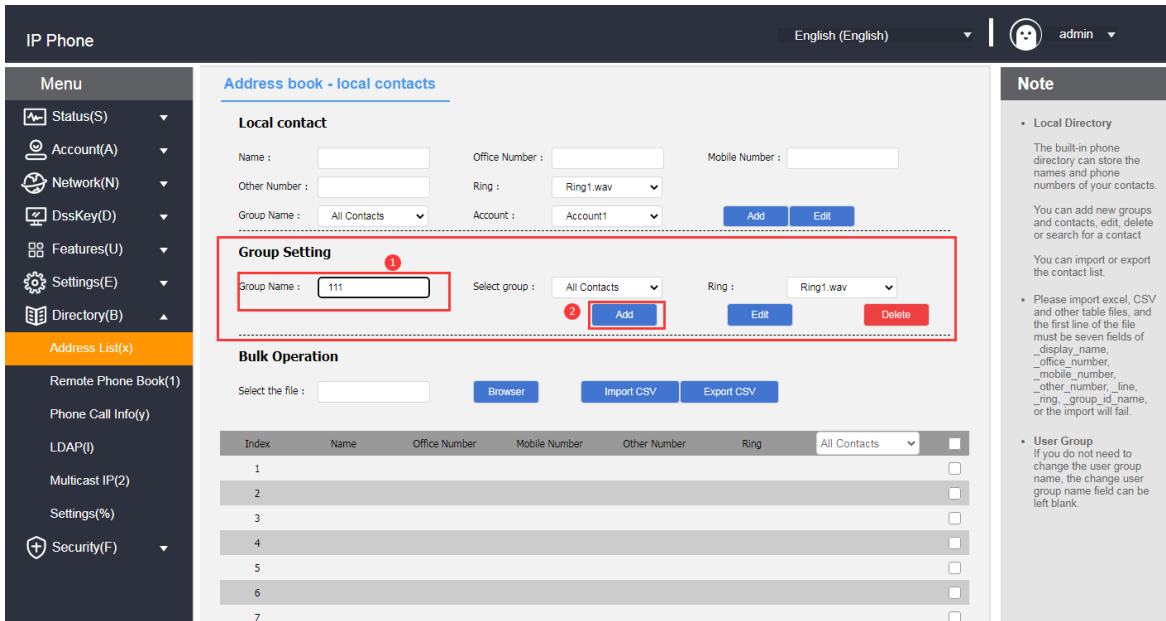 IP Phone
English (English)
admin
Menu
Status(S)
Account(A)
Network(N)
DssKey(D)
Features(U)
Settings(E)
Directory(B)
Address List(x)
Remote Phone Book(1)
Phone Call Info(y)
LDAP(l)
Multicast IP(2)
Settings(%)
Security(F)
Address book - local contacts
Local contact
Name :
Office Number :
Mobile Number :
Other Number :
Ring :
Ring1.wav
Group Name :
All Contacts
Account :
Account1
Add
Edit
Group Setting
1
Group Name :
111
Select group :
All Contacts
Ring :
Ring1.wav
2
Add
Edit
Delete
Bulk Operation
Select the file :
Browser
Import CSV
Export CSV
Index Name Office Number Mobile Number Other Number Ring All Contacts
1
2
3
4
5
6
7
Note
• Local Directory
The built-in phone
directory can store the
names and phone
numbers of your contacts.
You can add new groups
and contacts, edit, delete
or search for a contact
You can import or export
the contact list.
• Please import excel, CSV
and other table files, and
the first line of the file
must be seven fields of
_display_name,
_office_number,
_mobile_number,
_other_number, _line,
_ring, _group_id_name,
or the import will fail.
• User Group
If you do not need to
change the user group
name, the change user
group name field can be
left blank.